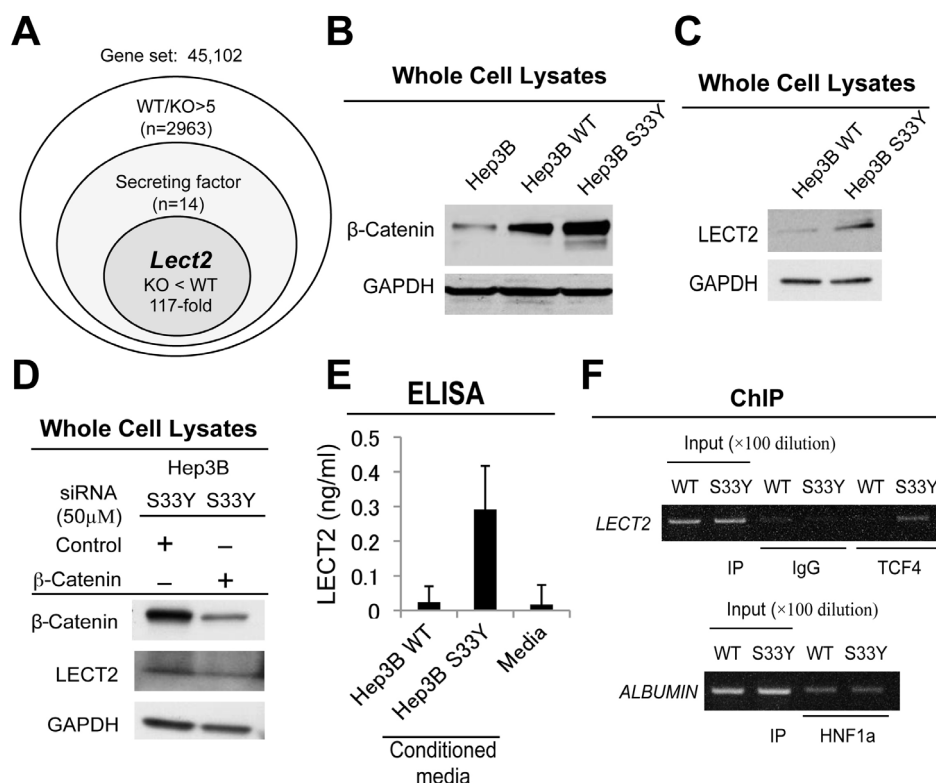 A
Gene set: 45,102
WT/KO>5
(n=2963)
Secreting factor
(n=14)
Lect2
KO < WT
117-fold
B
Whole Cell Lysates
Hep3B
Hep3B WT
Hep3B S33Y
β-Catenin
GAPDH
C
Whole Cell Lysates
Hep3B WT
Hep3B S33Y
LECT2
GAPDH
D
Whole Cell Lysates
Hep3B
siRNA
(50μM)
S33Y S33Y
Control + –
β-Catenin – +
β-Catenin
LECT2
GAPDH
E
ELISA
LECT2 (ng/ml)
0.5
0.4
0.3
0.2
0.1
0
Hep3B WT
Hep3B S33Y
Media
Conditioned
media
F
ChIP
Input (×100 dilution)
WT S33Y WT S33Y WT S33Y
LECT2
IP IgG TCF4
Input (×100 dilution)
WT S33Y WT S33Y
ALBUMIN
IP HNF1a